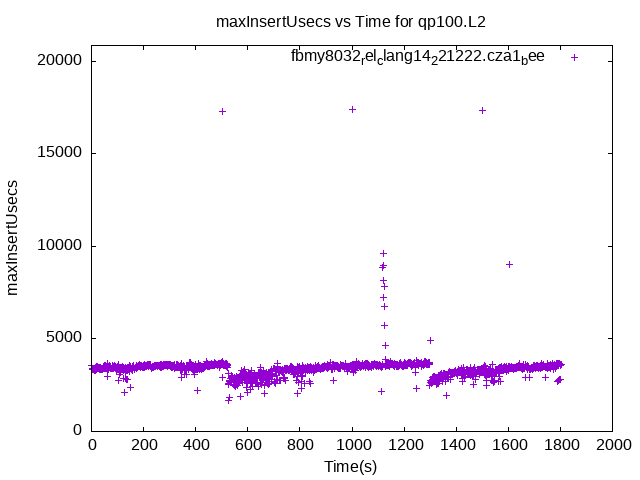 maxInsertUsecs vs Time for qp100.L2
fbmy8032relclang14221222.cza1bee
20000
15000
10000
5000
0
maxInsertUsecs
0 200 400 600 800 1000 1200 1400 1600 1800 2000
Time(s)